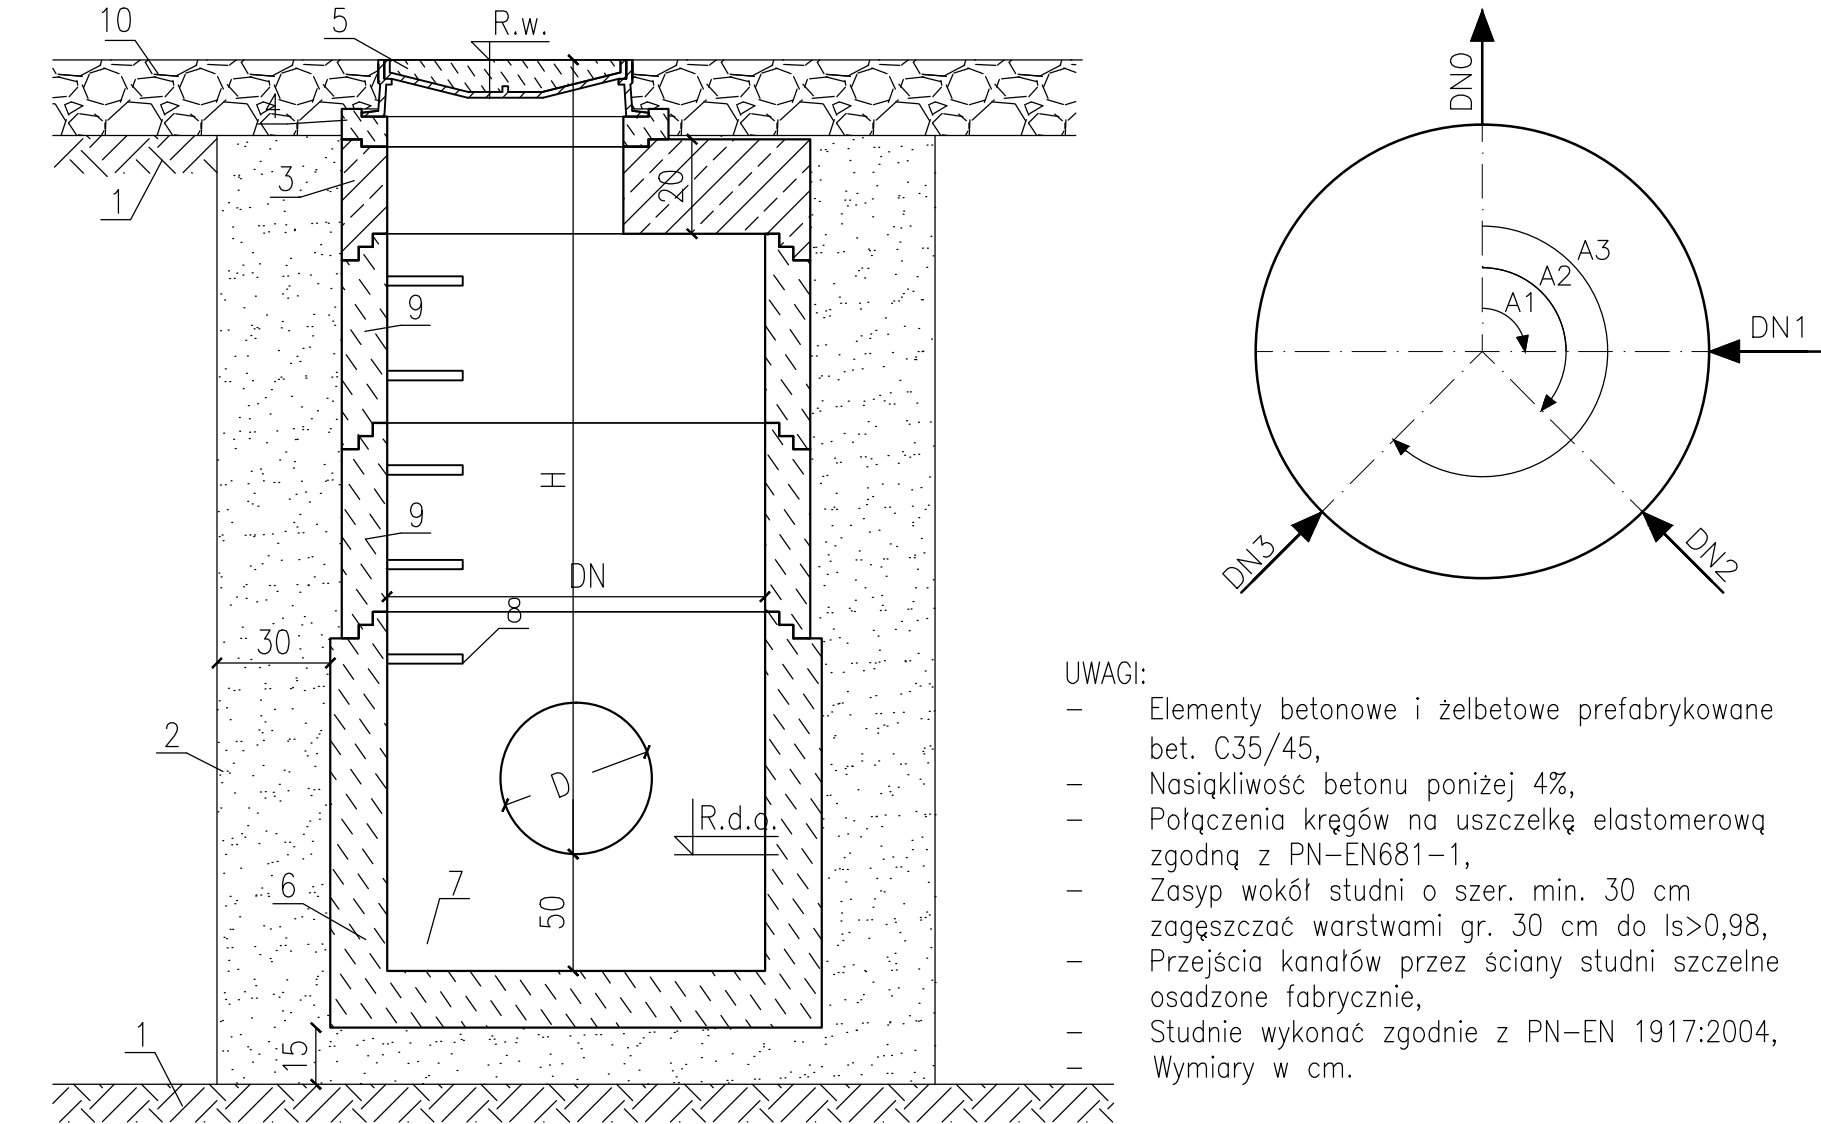 10
5
R.w.
4
3
1
20
9
H
9
DN
8
30
D
2
R.d.o.
6
7
50
1
15
DN0
A3
A2
A1
DN1
DN3
DN2
UWAGI:
– Elementy betonowe i żelbetowe prefabrykowane
bet. C35/45,
– Nasiąkliwość betonu poniżej 4%,
– Połączenia kręgów na uszczelkę elastomerową
zgodną z PN–EN681–1,
– Zasyp wokół studni o szer. min. 30 cm
zagęszczać warstwami gr. 30 cm do Is>0,98,
– Przejścia kanałów przez ściany studni szczelne
osadzone fabrycznie,
– Studnie wykonać zgodnie z PN–EN 1917:2004,
– Wymiary w cm.